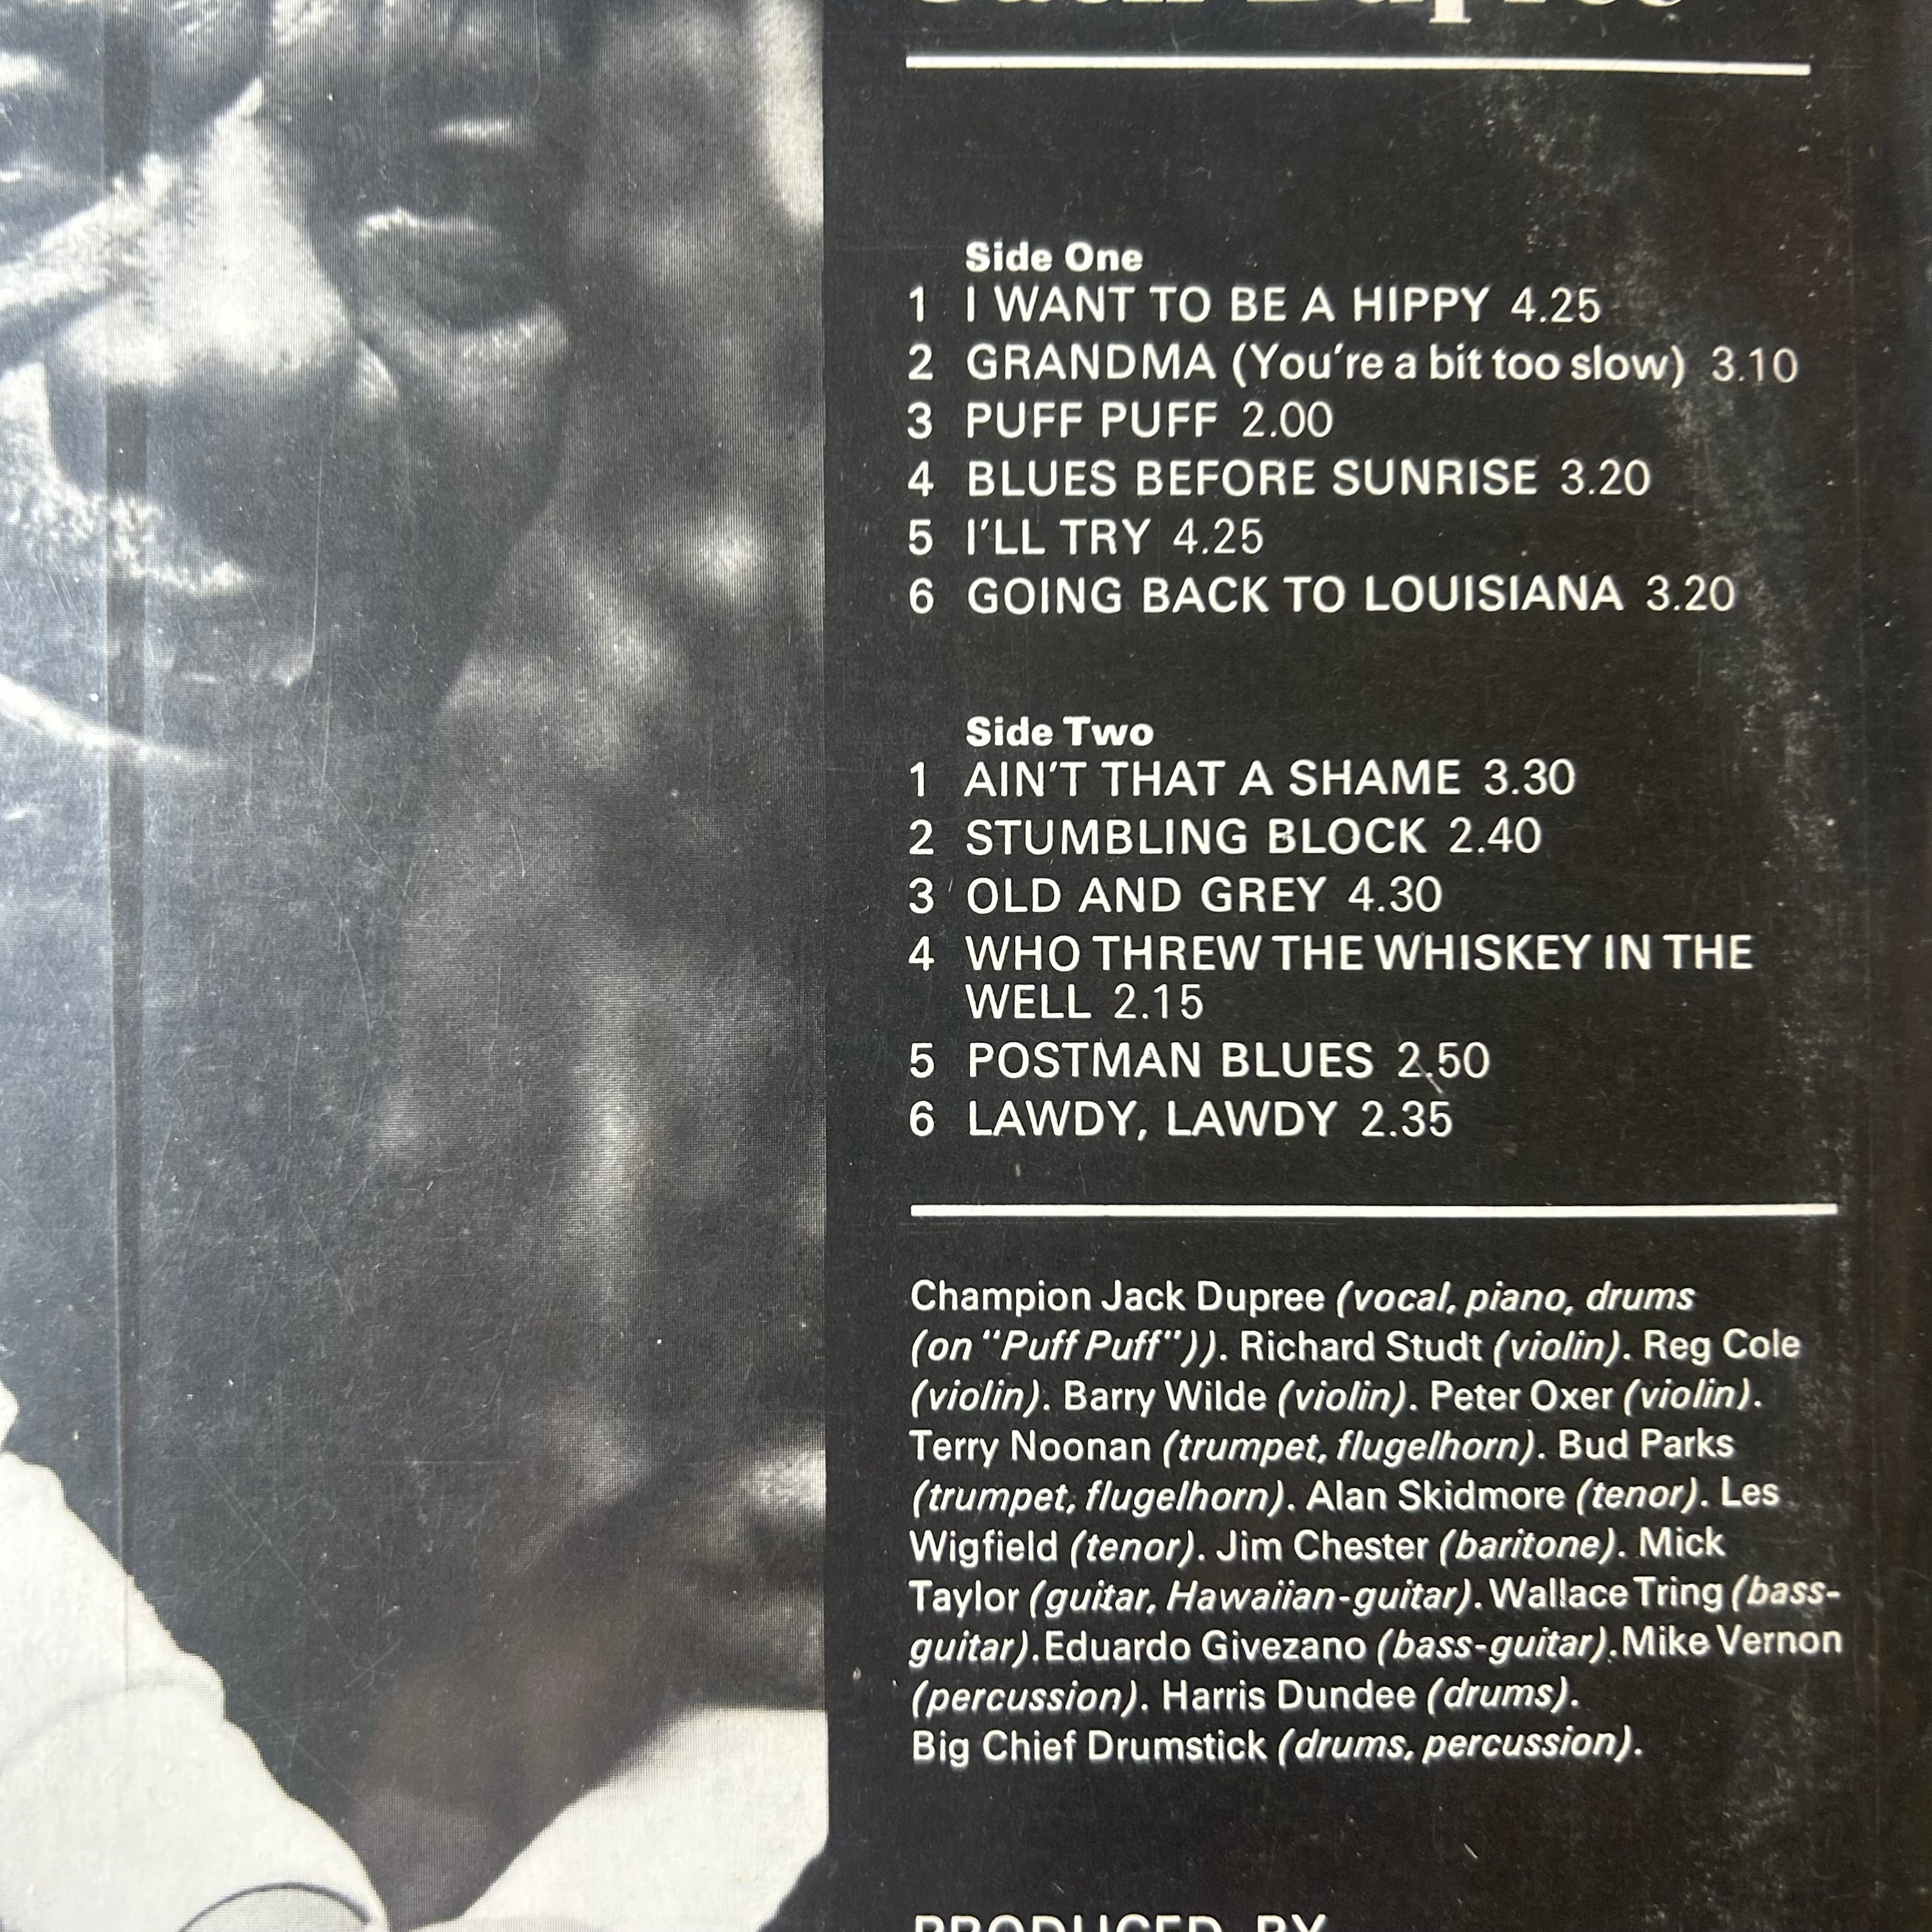 Jack Dupree
Side One
1 I WANT TO BE A HIPPY 4.25
2 GRANDMA (You're a bit too slow) 3.10
3 PUFF PUFF 2.00
4 BLUES BEFORE SUNRISE 3.20
5 I'LL TRY 4.25
6 GOING BACK TO LOUISIANA 3.20
Side Two
1 AIN'T THAT A SHAME 3.30
2 STUMBLING BLOCK 2.40
3 OLD AND GREY 4.30
4 WHO THREW THE WHISKEY IN THE
WELL 2.15
5 POSTMAN BLUES 2.50
6 LAWDY, LAWDY 2.35
Champion Jack Dupree (vocal, piano, drums
(on "Puff Puff")). Richard Studt (violin). Reg Cole
(violin). Barry Wilde (violin). Peter Oxer (violin).
Terry Noonan (trumpet, flugelhorn). Bud Parks
(trumpet, flugelhorn). Alan Skidmore (tenor). Les
Wigfield (tenor). Jim Chester (baritone). Mick
Taylor (guitar, Hawaiian-guitar). Wallace Tring (bass-
guitar). Eduardo Givezano (bass-guitar). Mike Vernon
(percussion). Harris Dundee (drums).
Big Chief Drumstick (drums, percussion).
PRODUCED BY